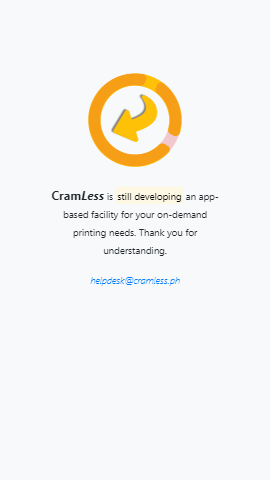 CramLess is still developing an app-
based facility for your on-demand
printing needs. Thank you for
understanding.
helpdesk@cramless.ph